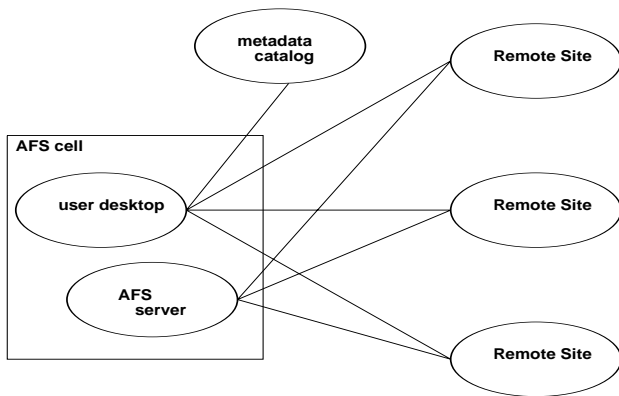 metadata
catalog
Remote Site
AFS cell
user desktop
Remote Site
AFS
server
Remote Site